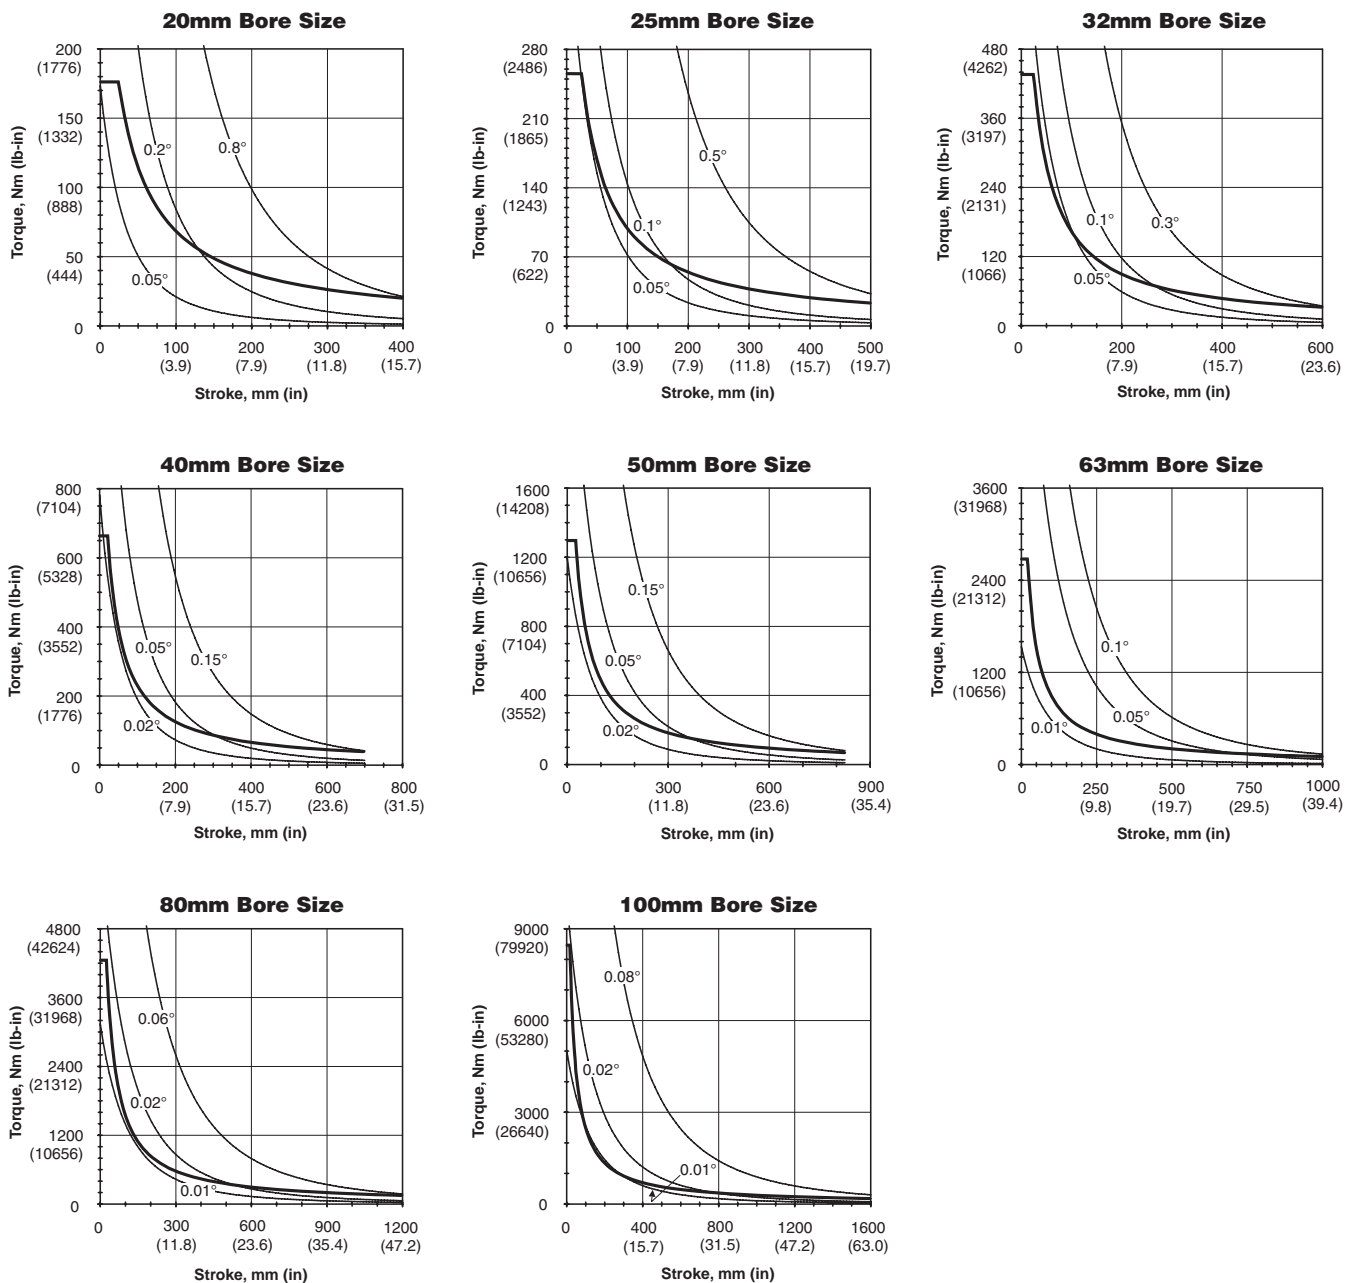 20mm Bore Size
Torque, Nm (lb-in)
200
(1776)
150
(1332)
100
(888)
50
(444)
0
0.2°
0.8°
0.05°
0 100 200 300 400
(3.9) (7.9) (11.8) (15.7)
Stroke, mm (in)
25mm Bore Size
Torque, Nm (lb-in)
280
(2486)
210
(1865)
140
(1243)
70
(622)
0
0.5°
0.1°
0.05°
0 100 200 300 400 500
(3.9) (7.9) (11.8) (15.7) (19.7)
Stroke, mm (in)
32mm Bore Size
Torque, Nm (lb-in)
480
(4262)
360
(3197)
240
(2131)
120
(1066)
0
0.1°
0.3°
0.05°
0 200 400 600
(7.9) (15.7) (23.6)
Stroke, mm (in)
40mm Bore Size
Torque, Nm (lb-in)
800
(7104)
600
(5328)
400
(3552)
200
(1776)
0
0.05°
0.15°
0.02°
0 200 400 600 800
(7.9) (15.7) (23.6) (31.5)
Stroke, mm (in)
50mm Bore Size
Torque, Nm (lb-in)
1600
(14208)
1200
(10656)
800
(7104)
400
(3552)
0
0.15°
0.05°
0.02°
0 300 600 900
(11.8) (23.6) (35.4)
Stroke, mm (in)
63mm Bore Size
Torque, Nm (lb-in)
3600
(31968)
2400
(21312)
1200
(10656)
0
0.1°
0.05°
0.01°
0 250 500 750 1000
(9.8) (19.7) (29.5) (39.4)
Stroke, mm (in)
80mm Bore Size
Torque, Nm (lb-in)
4800
(42624)
3600
(31968)
2400
(21312)
1200
(10656)
0
0.06°
0.02°
0.01°
0 300 600 900 1200
(11.8) (23.6) (35.4) (47.2)
Stroke, mm (in)
100mm Bore Size
Torque, Nm (lb-in)
9000
(79920)
6000
(53280)
3000
(26640)
0
0.08°
0.02°
0.01°
0 400 800 1200 1600
(15.7) (31.5) (47.2) (63.0)
Stroke, mm (in)